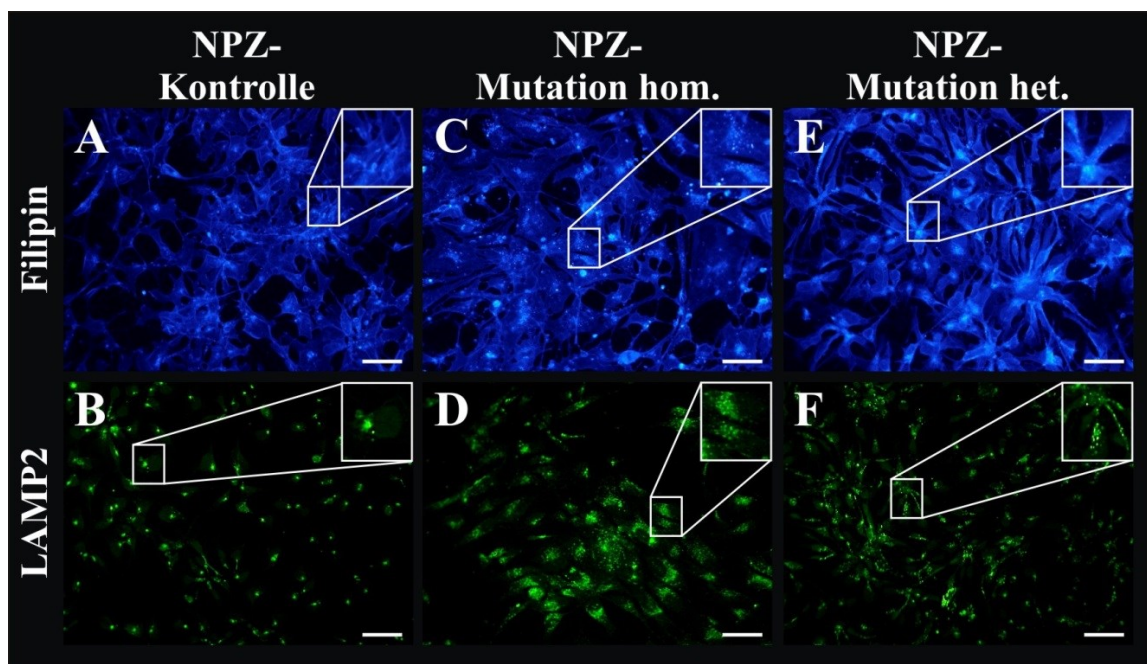 NPZ-
Kontrolle
NPZ-
Mutation hom.
NPZ-
Mutation het.
Filipin
A
C
E
LAMP2
B
D
F